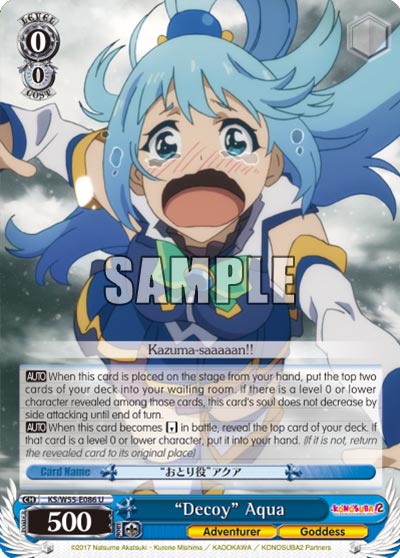 LEVEL
0
0
COST
SAMPLE
Kazuma-saaaaan!!
AUTO When this card is placed on the stage from your hand, put the top two
cards of your deck into your waiting room. If there is a level 0 or lower
character revealed among those cards, this card's soul does not decrease by
side attacking until end of turn.
AUTO When this card becomes [ ] in battle, reveal the top card of your deck. If
that card is a level 0 or lower character, put it into your hand. (If it is not, return
the revealed card to its original place)
Card Name
"おとり役"アクア
CH KS/W55-E086 U
POWER
500
"Decoy" Aqua
KONOSUBA 2
Adventurer
Goddess
©2017 Natsume Akatsuki・Kurone Mishima / KADOKAWA / KONOSUBA2 Partners